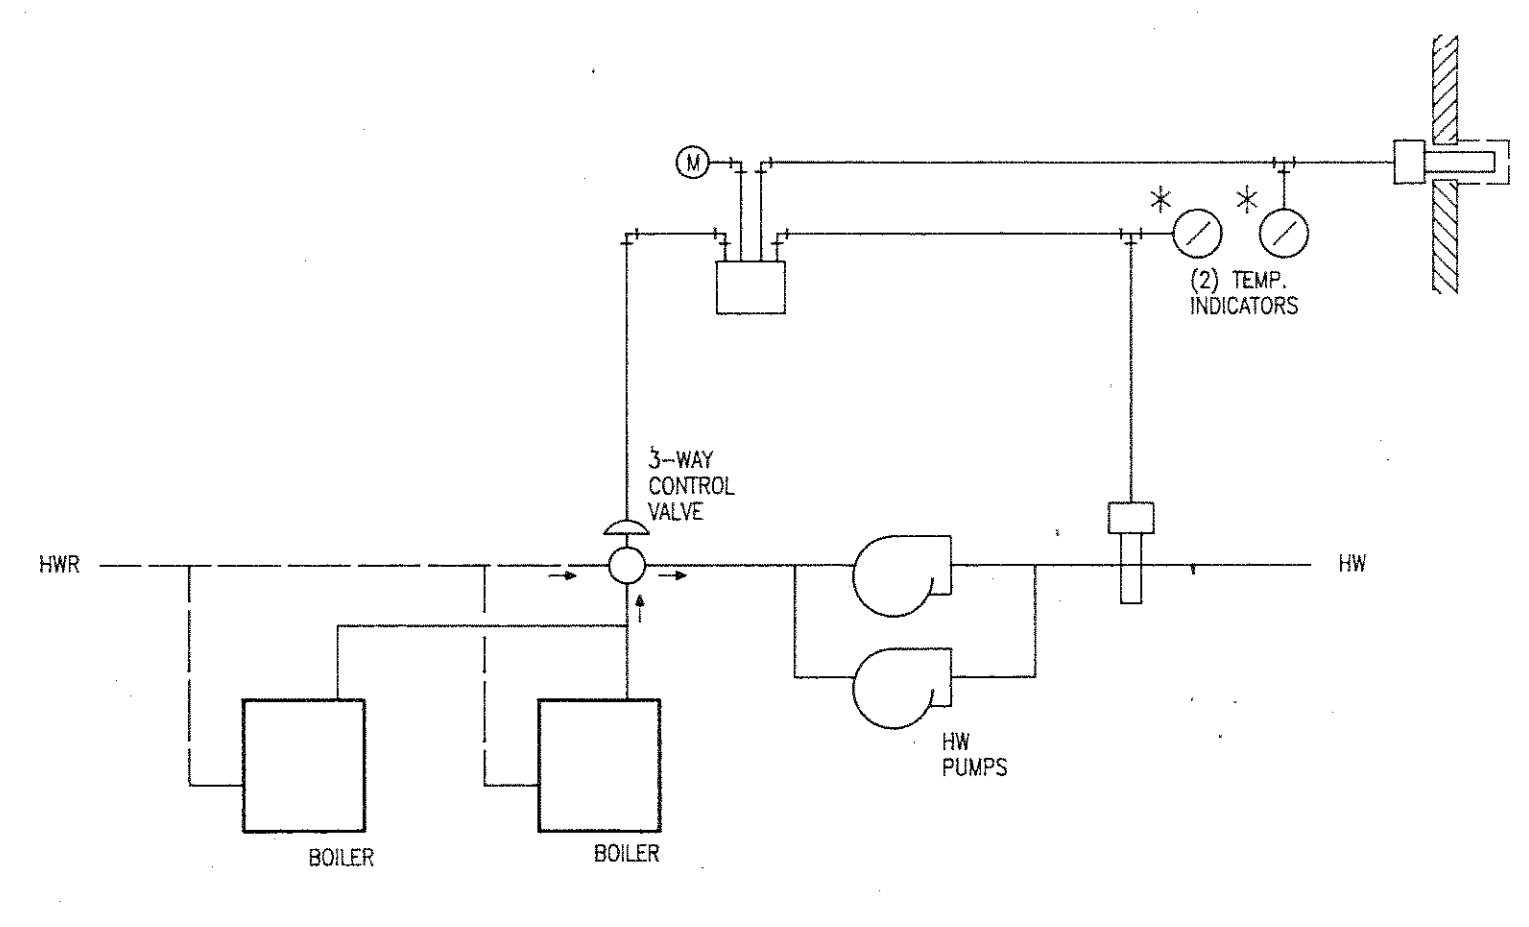 M
*
*
(2) TEMP.
INDICATORS
3-WAY
CONTROL
VALVE
HWR
HW
HW
PUMPS
BOILER
BOILER